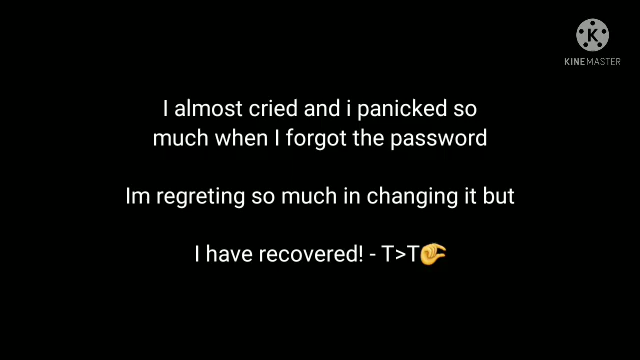 KINEMASTER
I almost cried and i panicked so
much when I forgot the password
Im regreting so much in changing it but
I have recovered! - T>T🤏